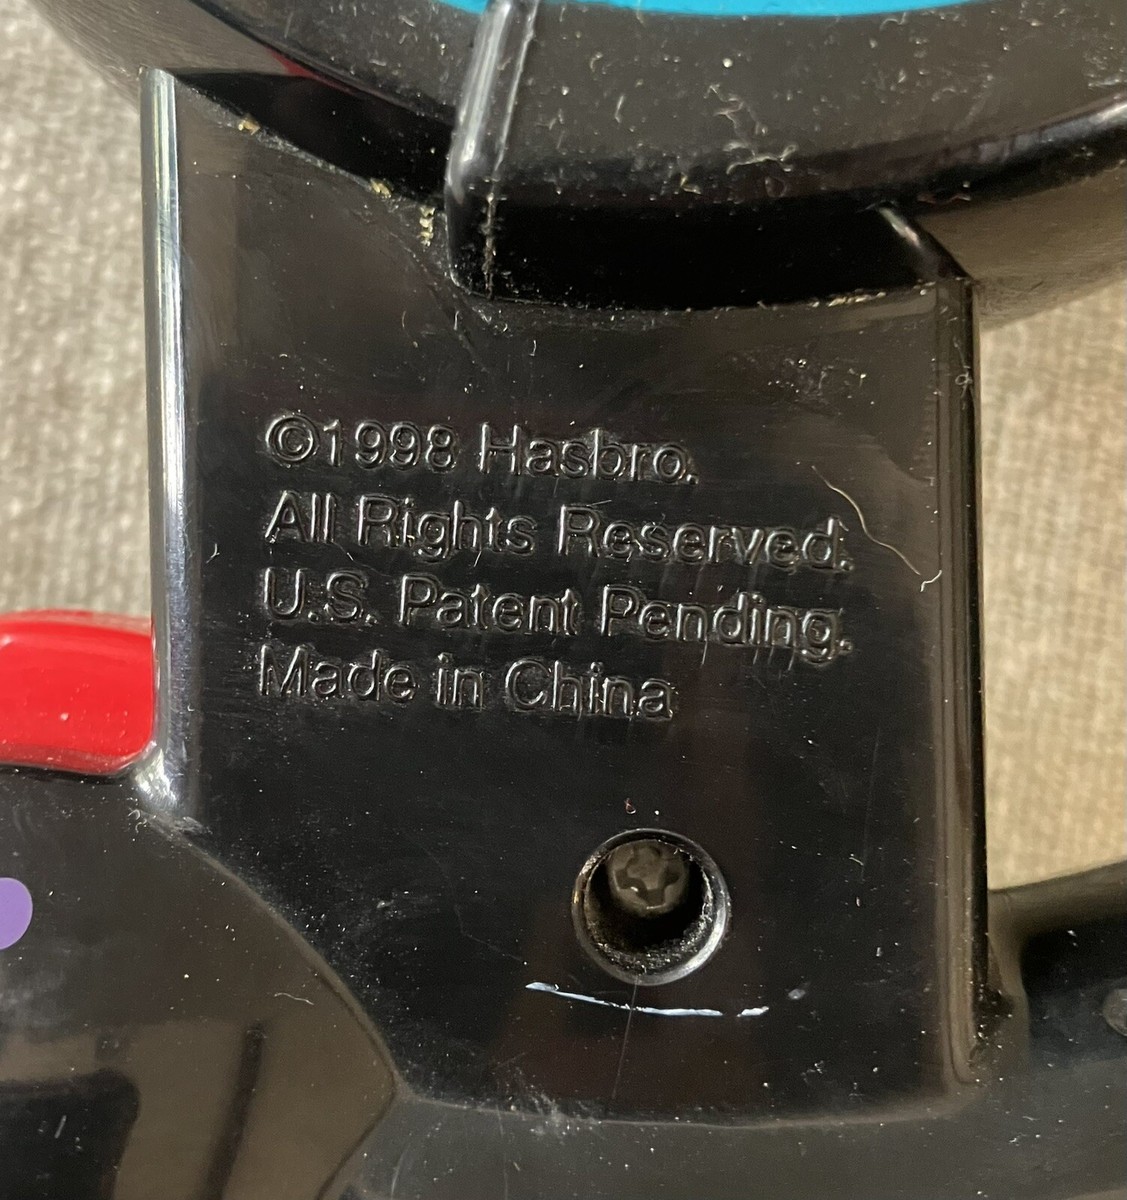 ©1998 Hasbro.
All Rights Reserved.
U.S. Patent Pending.
Made in China